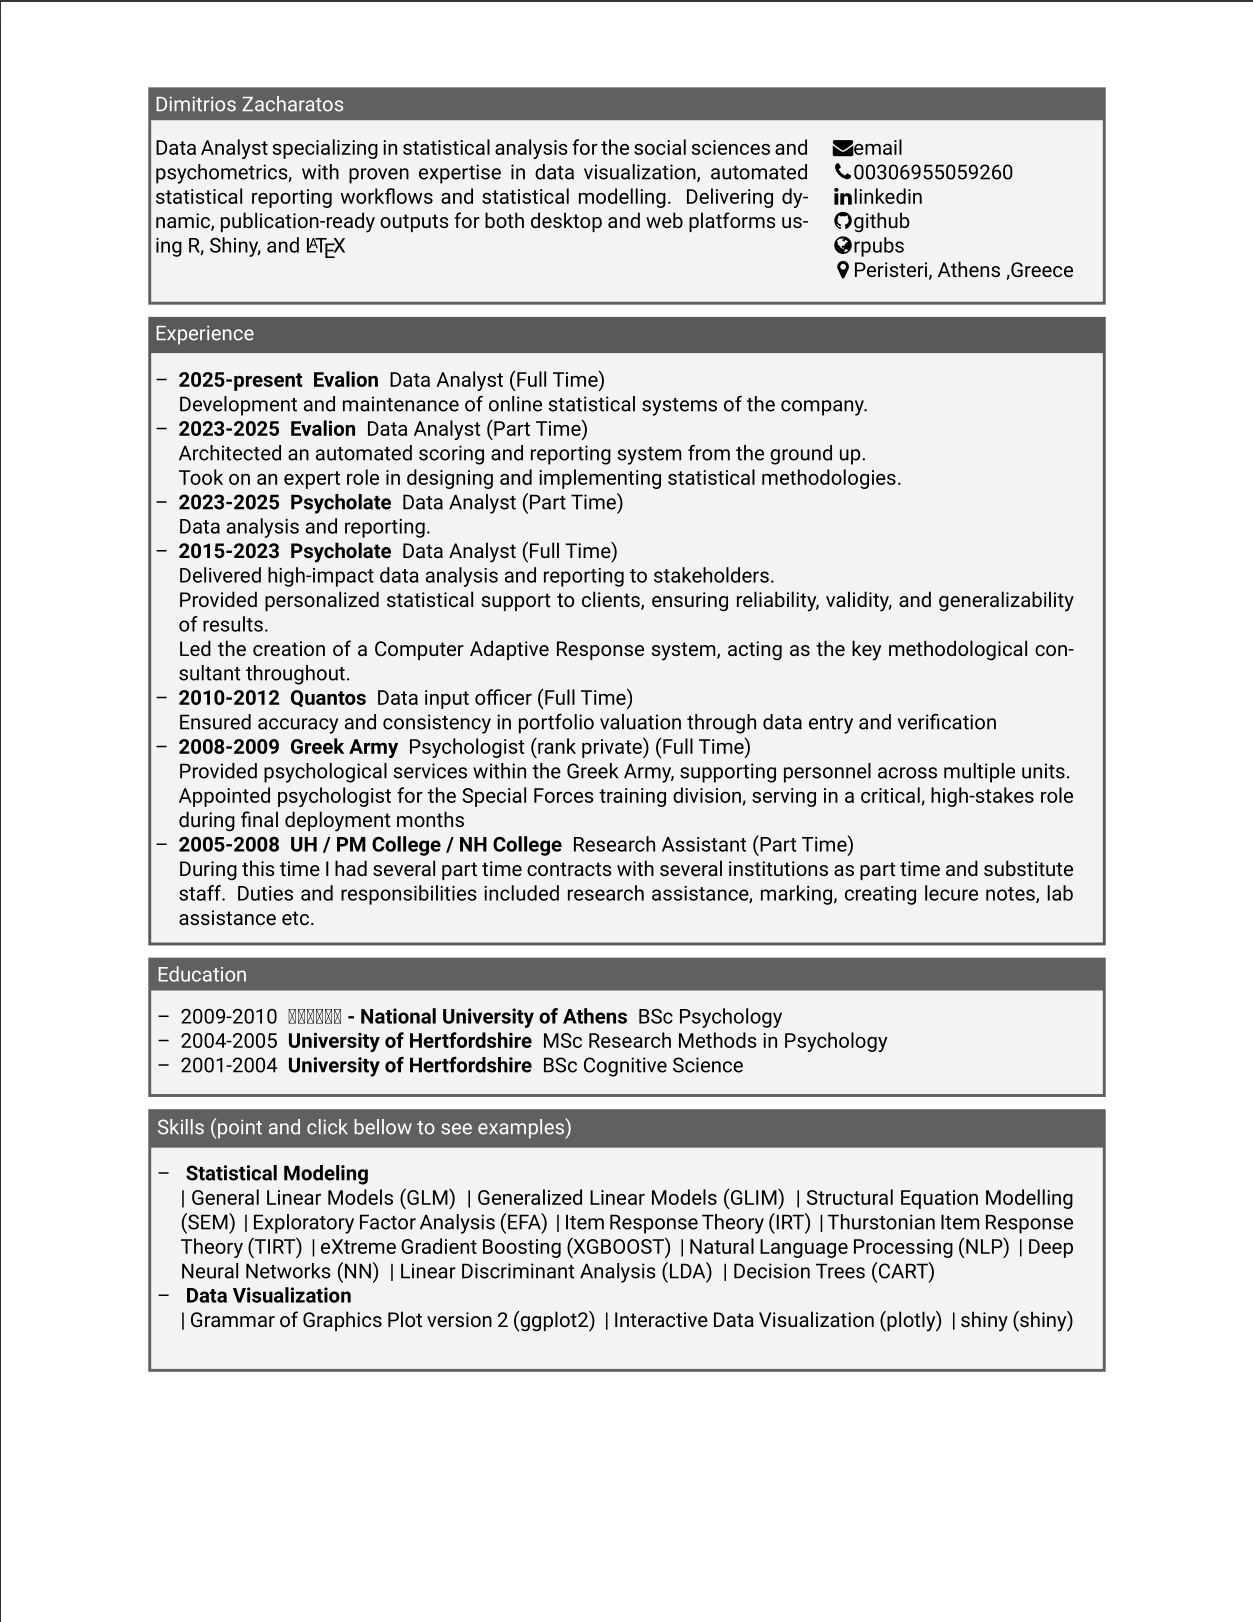 Dimitrios Zacharatos
Data Analyst specializing in statistical analysis for the social sciences and
psychometrics, with proven expertise in data visualization, automated
statistical reporting workflows and statistical modelling. Delivering dy-
namic, publication-ready outputs for both desktop and web platforms us-
ing R, Shiny, and LATEX
email
00306955059260
linkedin
github
rpubs
Peristeri, Athens ,Greece
Experience
– 2025-present Evalion Data Analyst (Full Time)
Development and maintenance of online statistical systems of the company.
– 2023-2025 Evalion Data Analyst (Part Time)
Architected an automated scoring and reporting system from the ground up.
Took on an expert role in designing and implementing statistical methodologies.
– 2023-2025 Psycholate Data Analyst (Part Time)
Data analysis and reporting.
– 2015-2023 Psycholate Data Analyst (Full Time)
Delivered high-impact data analysis and reporting to stakeholders.
Provided personalized statistical support to clients, ensuring reliability, validity, and generalizability
of results.
Led the creation of a Computer Adaptive Response system, acting as the key methodological con-
sultant throughout.
– 2010-2012 Quantos Data input officer (Full Time)
Ensured accuracy and consistency in portfolio valuation through data entry and verification
– 2008-2009 Greek Army Psychologist (rank private) (Full Time)
Provided psychological services within the Greek Army, supporting personnel across multiple units.
Appointed psychologist for the Special Forces training division, serving in a critical, high-stakes role
during final deployment months
– 2005-2008 UH / PM College / NH College Research Assistant (Part Time)
During this time I had several part time contracts with several institutions as part time and substitute
staff. Duties and responsibilities included research assistance, marking, creating lecure notes, lab
assistance etc.
Education
– 2009-2010 - National University of Athens BSc Psychology
– 2004-2005 University of Hertfordshire MSc Research Methods in Psychology
– 2001-2004 University of Hertfordshire BSc Cognitive Science
Skills (point and click bellow to see examples)
– Statistical Modeling
| General Linear Models (GLM) | Generalized Linear Models (GLIM) | Structural Equation Modelling
(SEM) | Exploratory Factor Analysis (EFA) | Item Response Theory (IRT) | Thurstonian Item Response
Theory (TIRT) | eXtreme Gradient Boosting (XGBOOST) | Natural Language Processing (NLP) | Deep
Neural Networks (NN) | Linear Discriminant Analysis (LDA) | Decision Trees (CART)
– Data Visualization
| Grammar of Graphics Plot version 2 (ggplot2) | Interactive Data Visualization (plotly) | shiny (shiny)